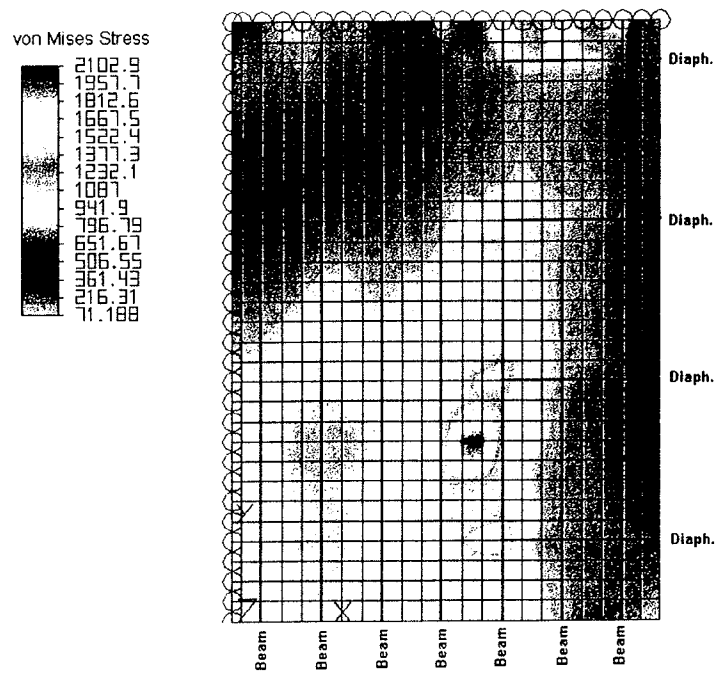 von Mises Stress
2102.9
1957.7
1812.6
1667.5
1522.4
1377.3
1232.1
1087
941.9
796.79
651.67
506.55
361.43
216.31
71.188
Diaph.
Diaph.
Diaph.
Diaph.
Y
Z
X
Beam
Beam
Beam
Beam
Beam
Beam
Beam